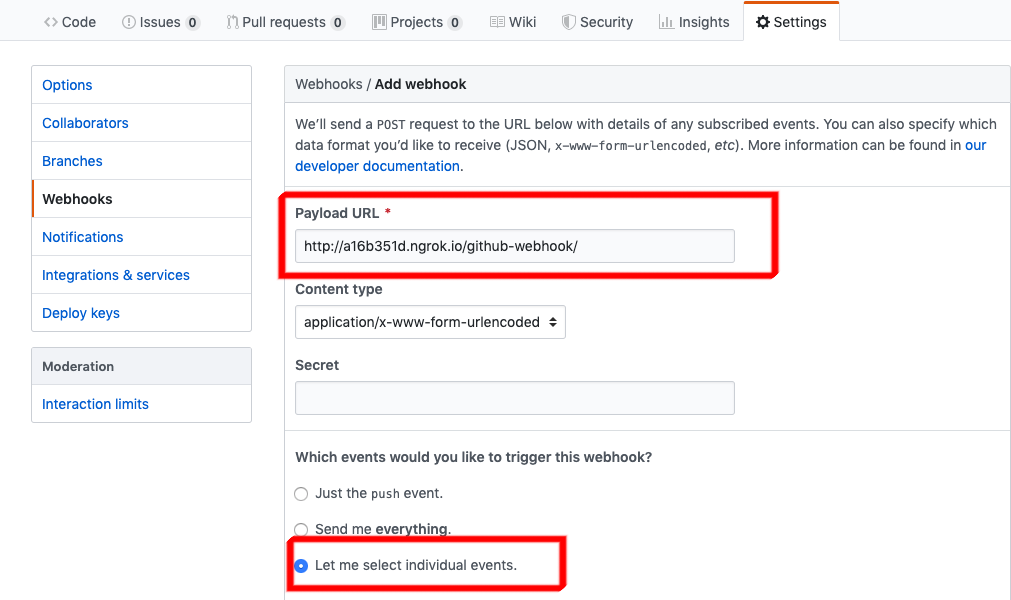 Code Issues 0 Pull requests 0 Projects 0 Wiki Security Insights Settings
Options
Collaborators
Branches
Webhooks
Notifications
Integrations & services
Deploy keys
Moderation
Interaction limits
Webhooks / Add webhook
We'll send a POST request to the URL below with details of any subscribed events. You can also specify which
data format you'd like to receive (JSON, x-www-form-urlencoded, etc). More information can be found in our
developer documentation.
Payload URL *
http://a16b351d.ngrok.io/github-webhook/
Content type
application/x-www-form-urlencoded
Secret
Which events would you like to trigger this webhook?
Just the push event.
Send me everything.
Let me select individual events.